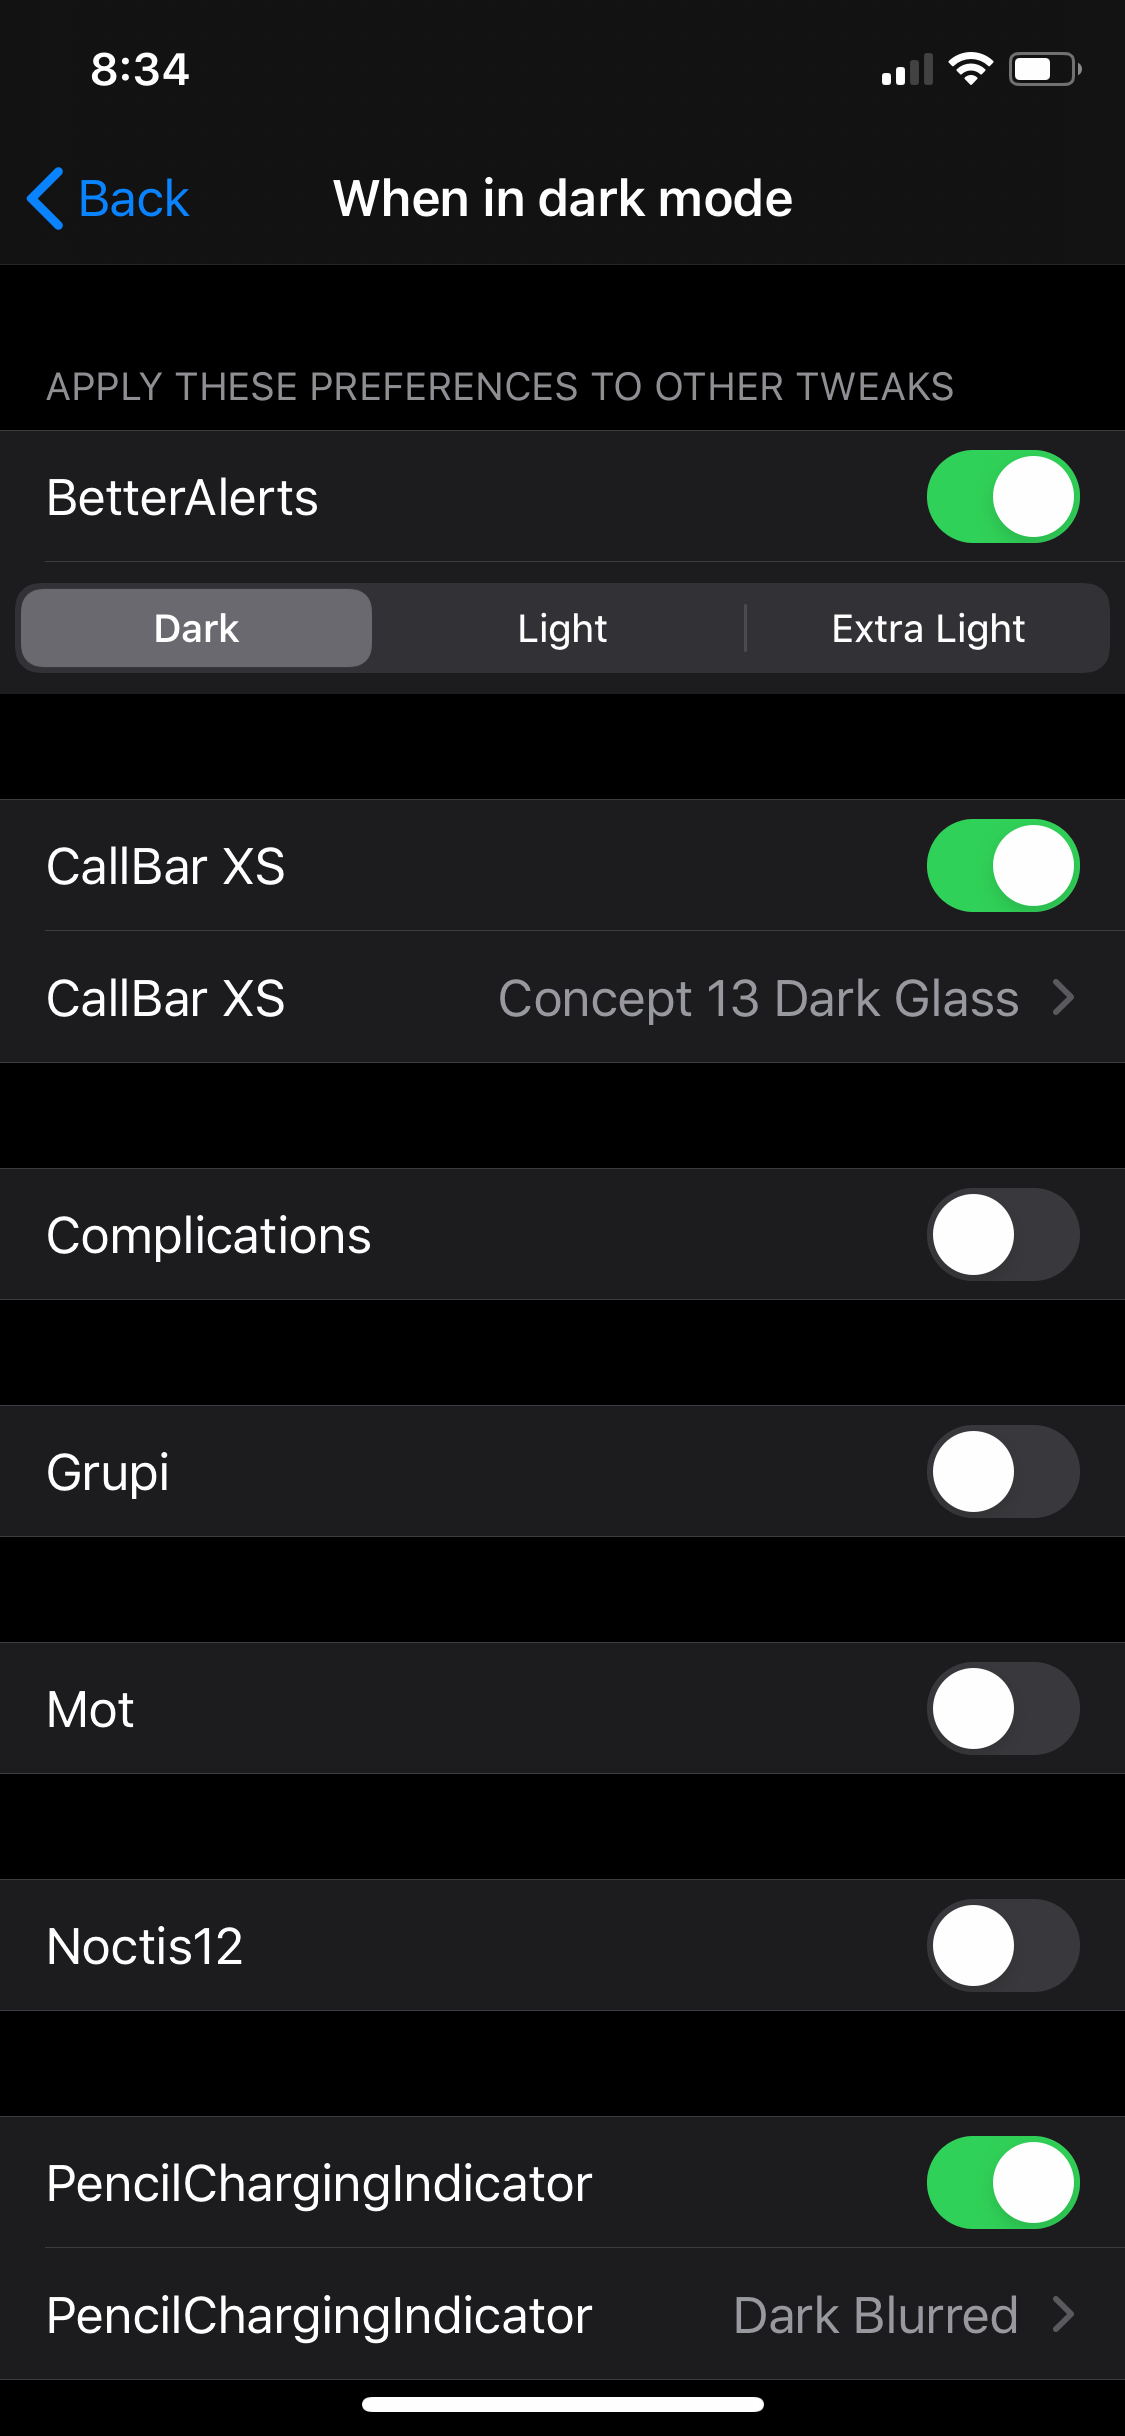 8:34
Back
When in dark mode
APPLY THESE PREFERENCES TO OTHER TWEAKS
BetterAlerts
Dark Light Extra Light
CallBar XS
CallBar XS Concept 13 Dark Glass
Complications
Grupi
Mot
Noctis12
PencilChargingIndicator
PencilChargingIndicator Dark Blurred